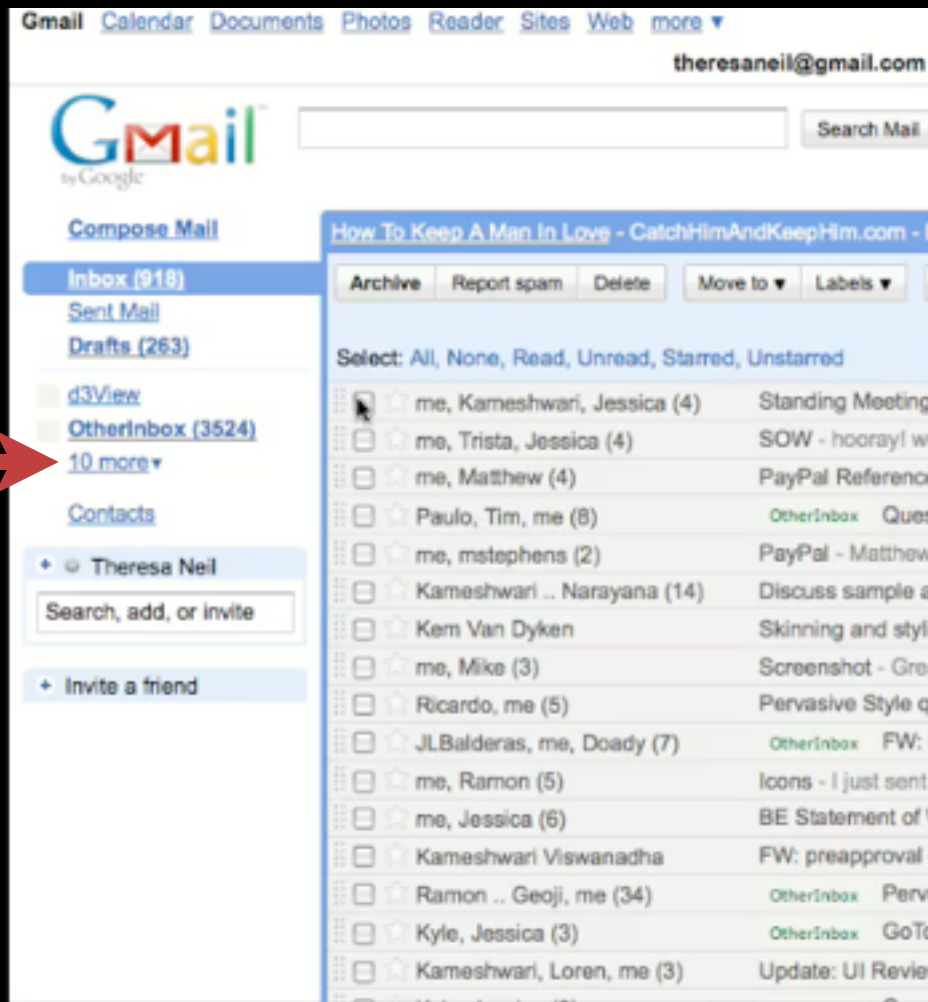 Gmail Calendar Documents Photos Reader Sites Web more ▼
theresaneil@gmail.com
GMail™
by Google
Search Mail
Compose Mail
Inbox (918)
Sent Mail
Drafts (263)
d3View
OtherInbox (3524)
10 more▼
Contacts
+ Theresa Neil
Search, add, or invite
+ Invite a friend
How To Keep A Man In Love - CatchHimAndKeepHim.com -
Archive Report spam Delete Move to ▼ Labels ▼
Select: All, None, Read, Unread, Starred, Unstarred
me, Kameshwari, Jessica (4) Standing Meeting
me, Trista, Jessica (4) SOW - hooray! w
me, Matthew (4) PayPal Referenc
Paulo, Tim, me (8) OtherInbox Ques
me, mstephens (2) PayPal - Matthew
Kameshwari .. Narayana (14) Discuss sample a
Kem Van Dyken Skinning and styli
me, Mike (3) Screenshot - Gre
Ricardo, me (5) Pervasive Style q
JLBalderas, me, Doady (7) OtherInbox FW:
me, Ramon (5) Icons - I just sent
me, Jessica (6) BE Statement of
Kameshwari Viswanadha FW: preapproval
Ramon .. Geoji, me (34) OtherInbox Perv
Kyle, Jessica (3) OtherInbox GoTo
Kameshwari, Loren, me (3) Update: UI Revie